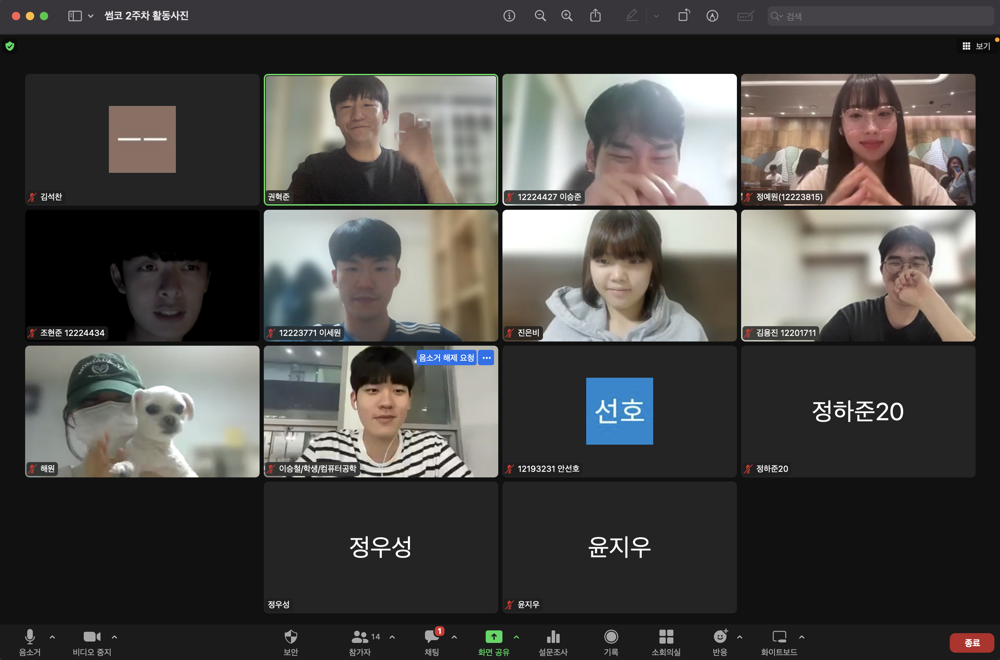 썸코 2주차 활동사진
검색
보기
김석찬
권혁준
12224427 이승준
정예원(12223815)
조현준 12224434
12223771 이세원
진은비
김용진 12201711
MONTAUK-NY
해원
음소거 해제 요청
이승철/학생/컴퓨터공학
선호
12193231 안선호
정하준20
정하준20
정우성
정우성
윤지우
윤지우
음소거
비디오 중지
보안
14
참가자
1
채팅
화면 공유
설문조사
기록
소회의실
반응
화이트보드
종료